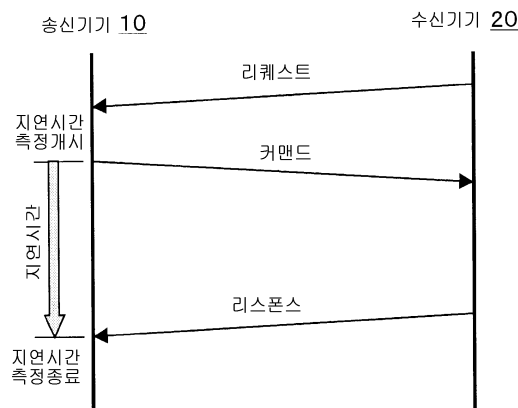 송신기기 10
수신기기 20
리퀘스트
지연시간
측정개시
커맨드
지연시간
리스폰스
지연시간
측정종료